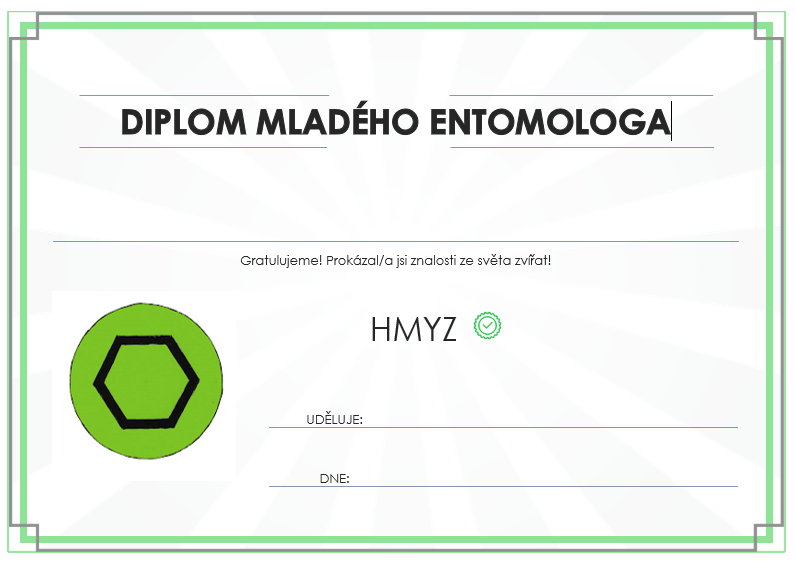 DIPLOM MLADÉHO ENTOMOLOGA
Gratulujeme! Prokázal/a jsi znalosti ze světa zvířat!
HMYZ
UDĚLUJE:
DNE: